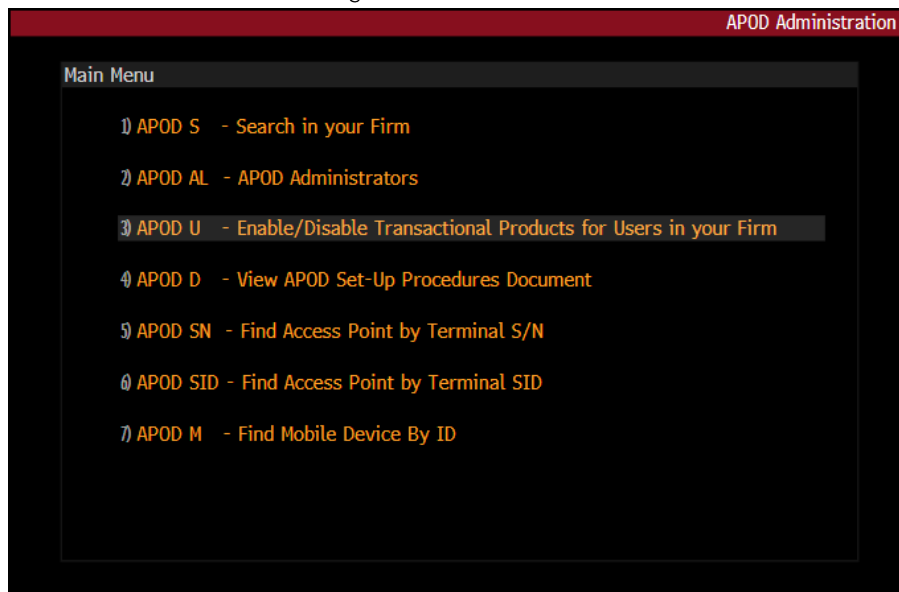 APOD Administration
Main Menu
1) APOD S - Search in your Firm
2) APOD AL - APOD Administrators
3) APOD U - Enable/Disable Transactional Products for Users in your Firm
4) APOD D - View APOD Set-Up Procedures Document
5) APOD SN - Find Access Point by Terminal S/N
6) APOD SID - Find Access Point by Terminal SID
7) APOD M - Find Mobile Device By ID